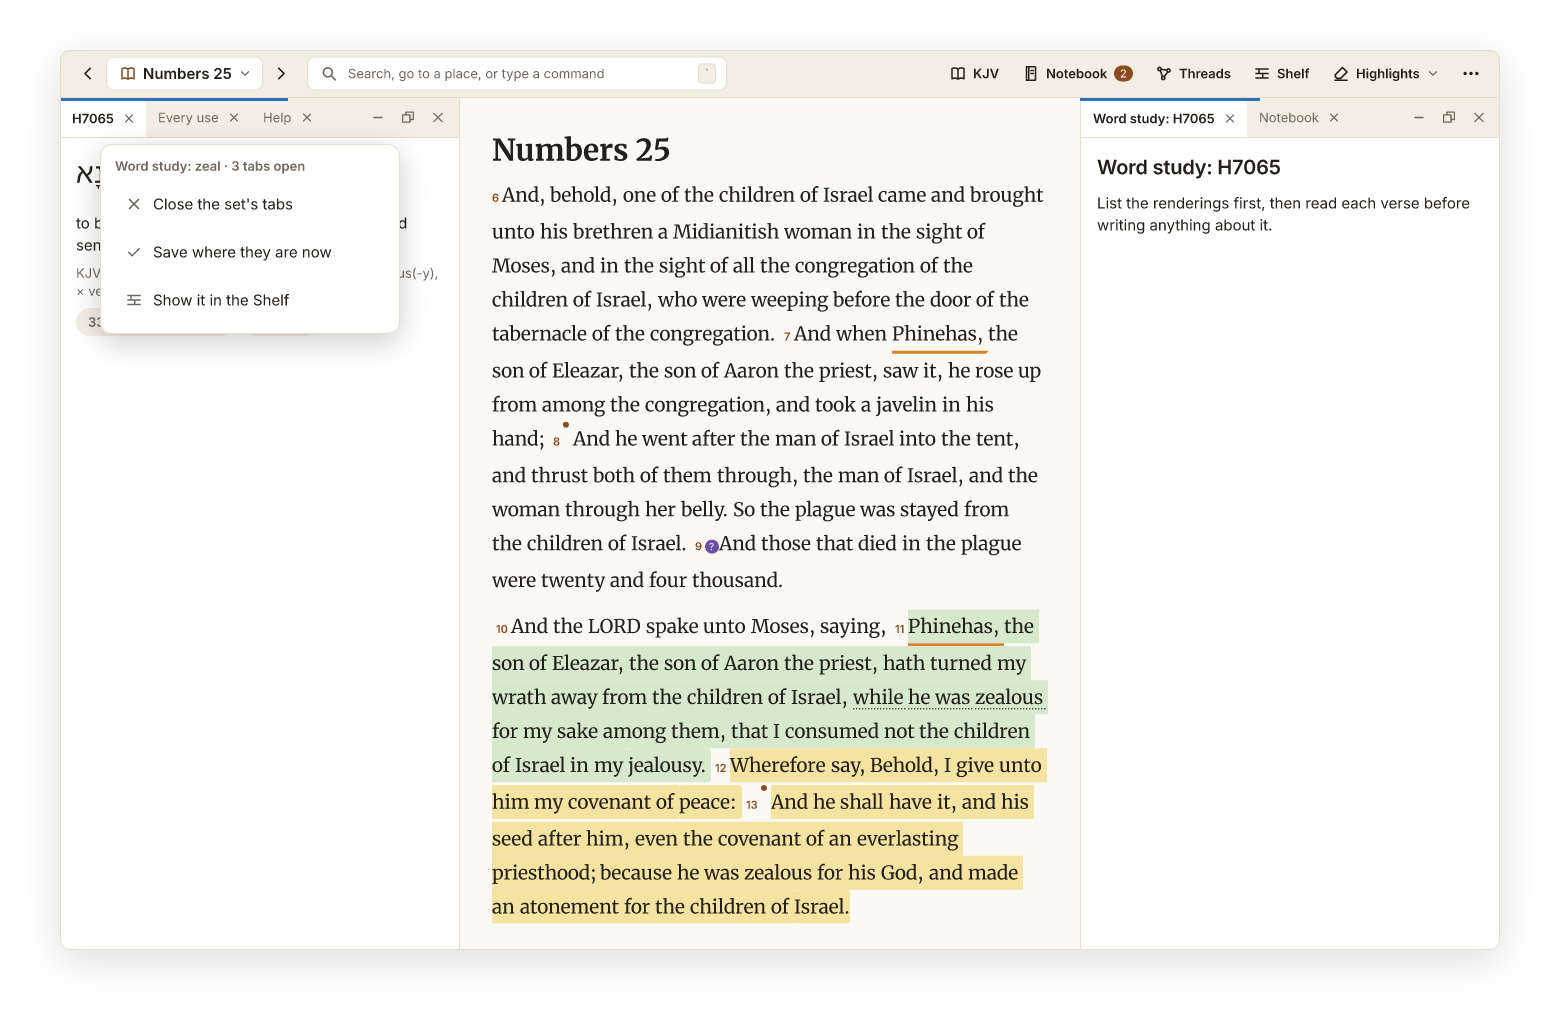 Numbers 25
Search, go to a place, or type a command
KJV
Notebook 2
Threads
Shelf
Highlights
H7065
Every use
Help
Word study: zeal · 3 tabs open
Close the set's tabs
Save where they are now
Show it in the Shelf
to b
sen
KJV
us(-y),
× ve
33
Numbers 25
6 And, behold, one of the children of Israel came and brought
unto his brethren a Midianitish woman in the sight of
Moses, and in the sight of all the congregation of the
children of Israel, who were weeping before the door of the
tabernacle of the congregation. 7 And when Phinehas, the
son of Eleazar, the son of Aaron the priest, saw it, he rose up
from among the congregation, and took a javelin in his
hand; 8 And he went after the man of Israel into the tent,
and thrust both of them through, the man of Israel, and the
woman through her belly. So the plague was stayed from
the children of Israel. 9 ? And those that died in the plague
were twenty and four thousand.
10 And the LORD spake unto Moses, saying, 11 Phinehas, the
son of Eleazar, the son of Aaron the priest, hath turned my
wrath away from the children of Israel, while he was zealous
for my sake among them, that I consumed not the children
of Israel in my jealousy. 12 Wherefore say, Behold, I give unto
him my covenant of peace: 13 And he shall have it, and his
seed after him, even the covenant of an everlasting
priesthood; because he was zealous for his God, and made
an atonement for the children of Israel.
Word study: H7065
Notebook
Word study: H7065
List the renderings first, then read each verse before
writing anything about it.